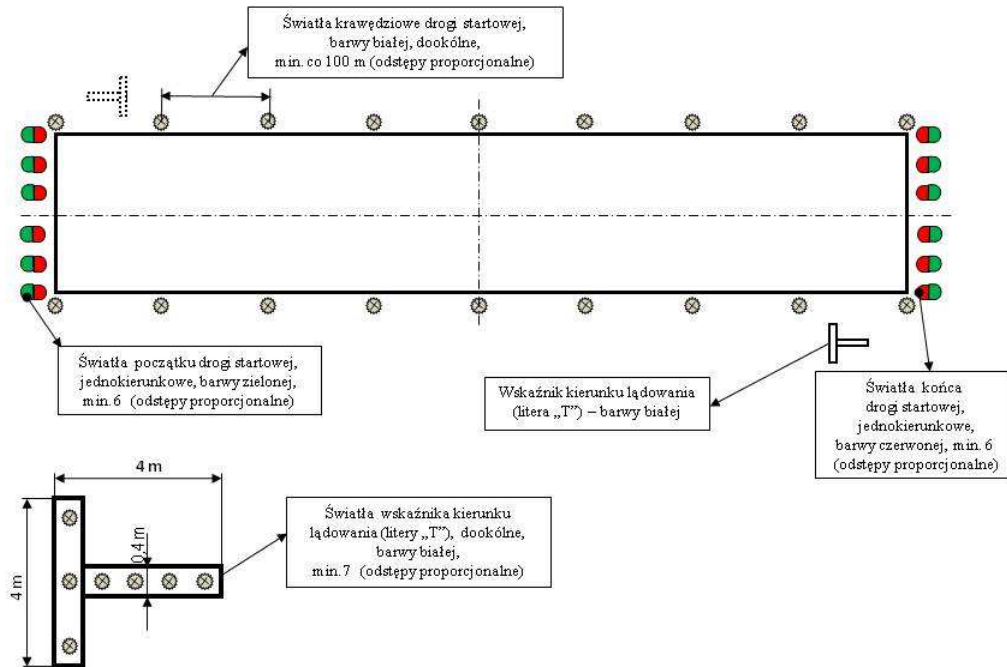 Światła krawędziowe drogi startowej,
barwy białej, dookólne,
min. co 100 m (odstępy proporcjonalne)
Światła początku drogi startowej,
jednokierunkowe, barwy zielonej,
min. 6 (odstępy proporcjonalne)
Wskaźnik kierunku lądowania
(litera „T”) – barwy białej
Światła końca
drogi startowej,
jednokierunkowe,
barwy czerwonej, min. 6
(odstępy proporcjonalne)
4 m
4 m
0,4 m
Światła wskaźnika kierunku
lądowania (litery „T”), dookólne,
barwy białej,
min. 7 (odstępy proporcjonalne)